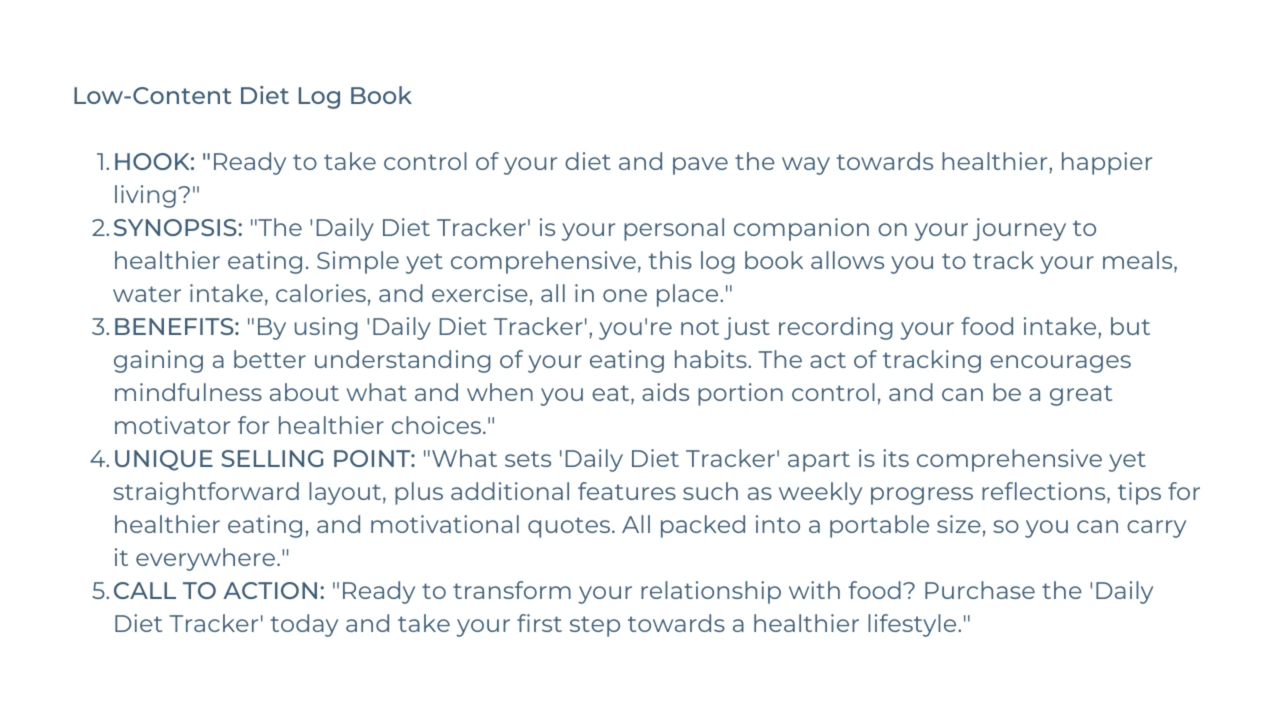 Low-Content Diet Log Book
1. HOOK: "Ready to take control of your diet and pave the way towards healthier, happier
living?"
2. SYNOPSIS: "The 'Daily Diet Tracker' is your personal companion on your journey to
healthier eating. Simple yet comprehensive, this log book allows you to track your meals,
water intake, calories, and exercise, all in one place."
3. BENEFITS: "By using 'Daily Diet Tracker', you're not just recording your food intake, but
gaining a better understanding of your eating habits. The act of tracking encourages
mindfulness about what and when you eat, aids portion control, and can be a great
motivator for healthier choices."
4. UNIQUE SELLING POINT: "What sets 'Daily Diet Tracker' apart is its comprehensive yet
straightforward layout, plus additional features such as weekly progress reflections, tips for
healthier eating, and motivational quotes. All packed into a portable size, so you can carry
it everywhere."
5. CALL TO ACTION: "Ready to transform your relationship with food? Purchase the 'Daily
Diet Tracker' today and take your first step towards a healthier lifestyle."